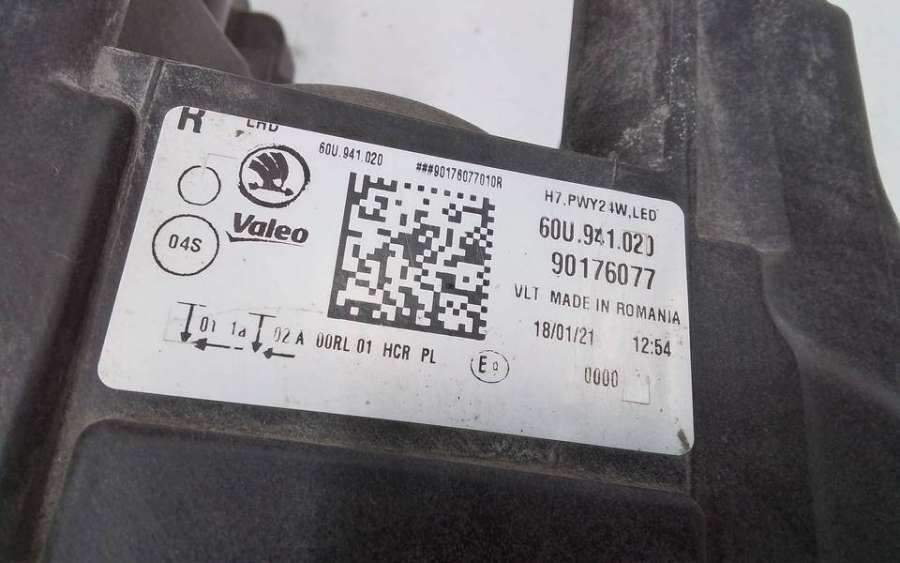 R LHD
60U.941.020
###90176077010R
H7,PWY24W,LED
60U.941.020
90176077
VLT MADE IN ROMANIA
18/01/21 12:54
0000
Valeo
04S
01 1a 02 A 00RL 01 HCR PL
E